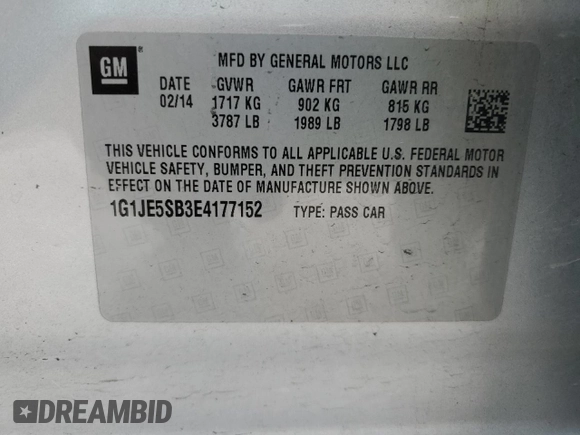 GM
MFD BY GENERAL MOTORS LLC
DATE GVWR GAWR FRT GAWR RR
02/14 1717 KG 902 KG 815 KG
3787 LB 1989 LB 1798 LB
THIS VEHICLE CONFORMS TO ALL APPLICABLE U.S. FEDERAL MOTOR
VEHICLE SAFETY, BUMPER, AND THEFT PREVENTION STANDARDS IN
EFFECT ON THE DATE OF MANUFACTURE SHOWN ABOVE.
1G1JE5SB3E4177152 TYPE: PASS CAR
DREAMBID